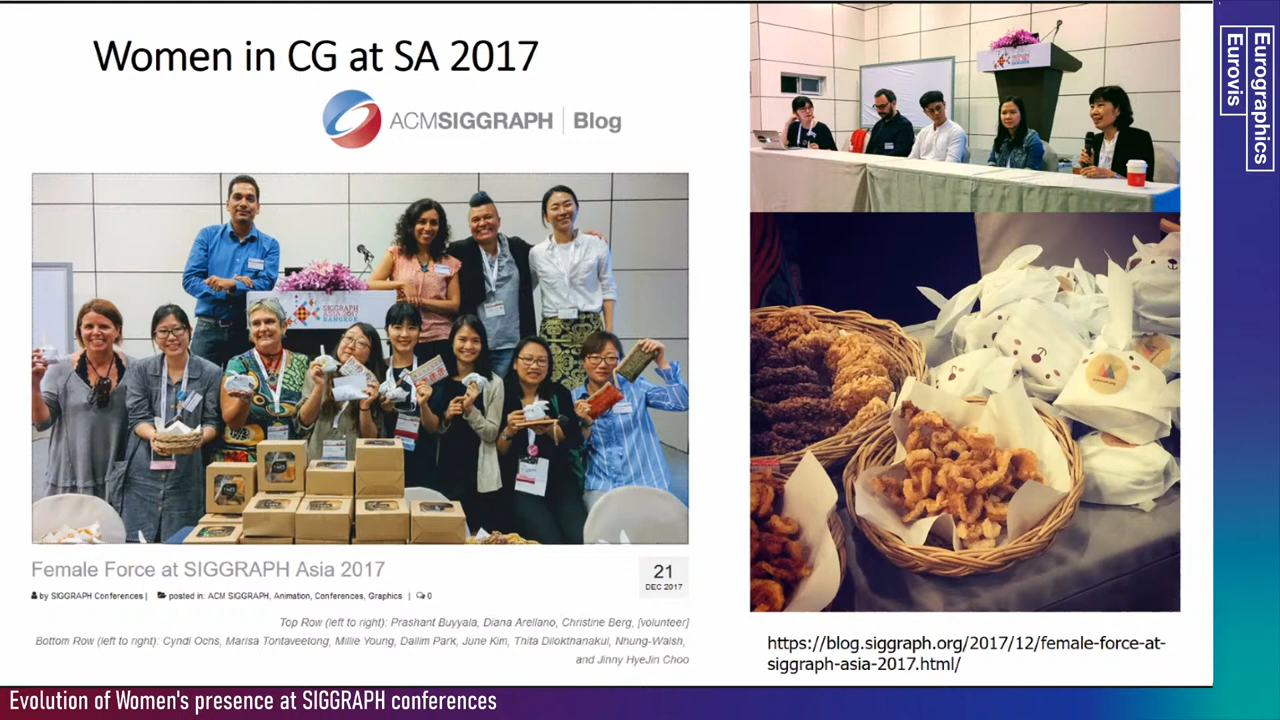 Women in CG at SA 2017
ACMSIGGRAPH | Blog
SIGGRAPH
ASIA 2017
BANGKOK
Female Force at SIGGRAPH Asia 2017
21
DEC 2017
by SIGGRAPH Conferences | posted in: ACM SIGGRAPH, Animation, Conferences, Graphics | 0
Top Row (left to right): Prashant Buyyala, Diana Arellano, Christine Berg, [volunteer]
Bottom Row (left to right): Cyndi Ochs, Marisa Tontaveetong, Millie Young, Dailim Park, June Kim, Thita Dilokthanakul, Nhung-Walsh,
and Jinny HyeJin Choo
https://blog.siggraph.org/2017/12/female-force-at-
siggraph-asia-2017.html/
Eurographics
Eurovis
Evolution of Women's presence at SIGGRAPH conferences